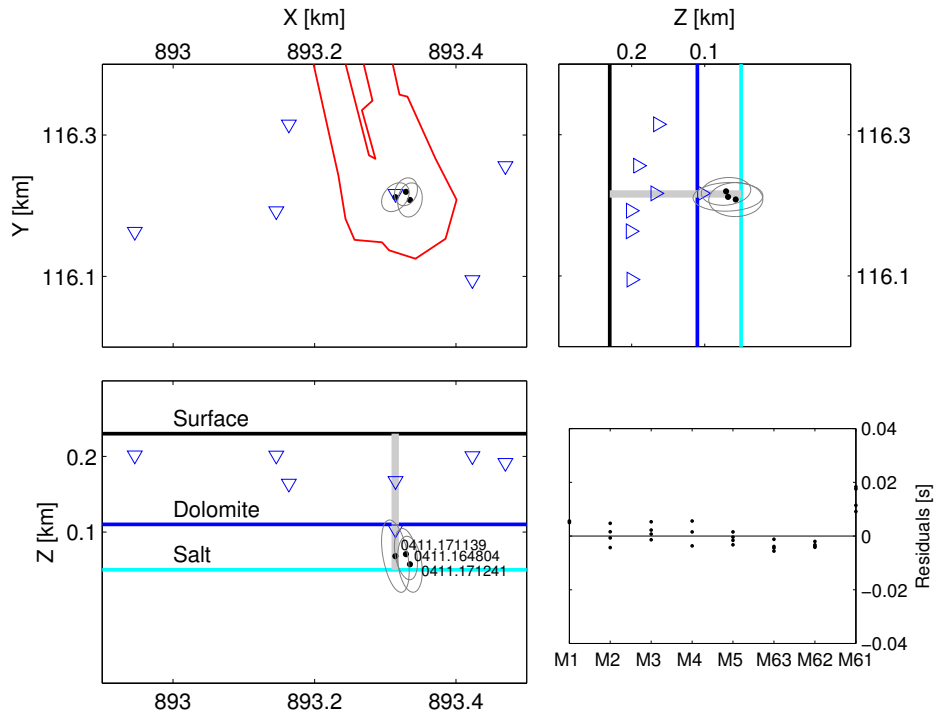 X [km]
893 893.2 893.4
Y [km]
116.3
116.1
Z [km]
0.2 0.1
116.3
116.1
Z [km]
0.2
0.1
Surface
Dolomite
Salt
0411.171139
0411.164804
0411.171241
893 893.2 893.4
0.04
0.02
0
−0.02
−0.04
Residuals [s]
M1 M2 M3 M4 M5 M63 M62 M61